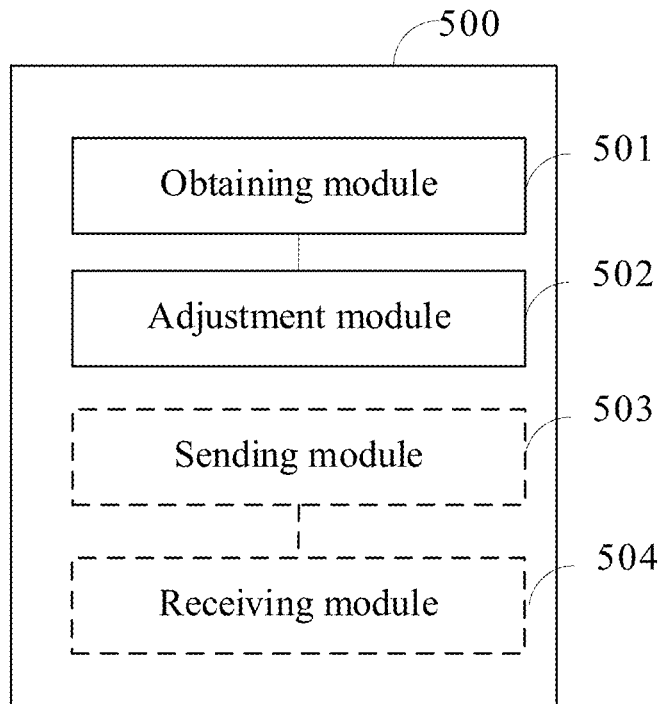 500
501
Obtaining module
502
Adjustment module
503
Sending module
504
Receiving module